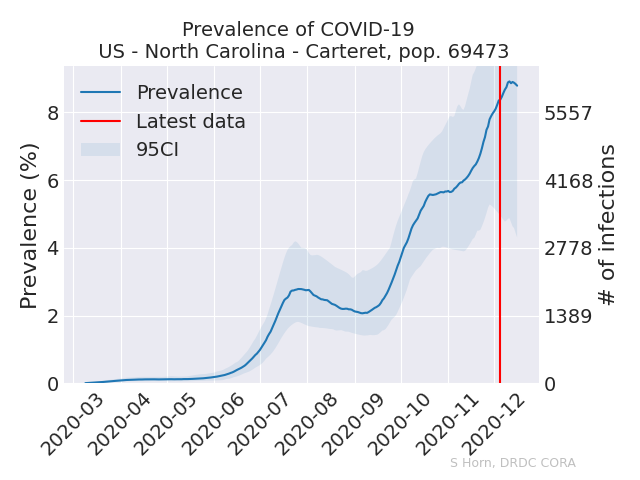 Prevalence of COVID-19
US - North Carolina - Carteret, pop. 69473
Prevalence
Latest data
95CI
Prevalence (%)
8
6
4
2
0
5557
4168
2778
1389
0
# of infections
2020-03
2020-04
2020-05
2020-06
2020-07
2020-08
2020-09
2020-10
2020-11
2020-12
S Horn, DRDC CORA